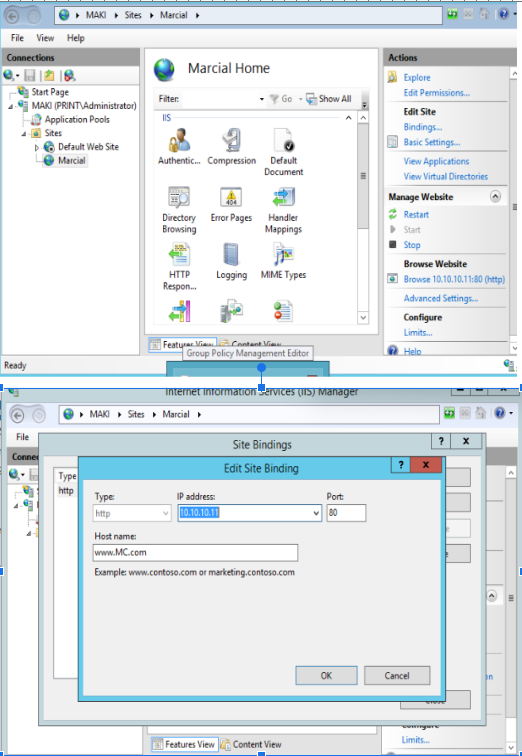 MAKI Sites Marcial
File View Help
Connections
Start Page
MAKI (PRINT\Administrator)
Application Pools
Sites
Default Web Site
Marcial
Marcial Home
Filter: Go Show All
IIS
Authentic... Compression Default Document
Directory Browsing Error Pages Handler Mappings
404
HTTP Respon... Logging MIME Types
Features View Content View
Group Policy Management Editor
Ready
Actions
Explore
Edit Permissions...
Edit Site
Bindings...
Basic Settings...
View Applications
View Virtual Directories
Manage Website
Restart
Start
Stop
Browse Website
Browse 10.10.10.11:80 (http)
Advanced Settings...
Configure
Limits...
Help
Internet Information Services (IIS) Manager
MAKI Sites Marcial
File
Conne
Site Bindings ? x
Type
http
Edit Site Binding ? x
Type: IP address: Port:
http 10.10.10.11 80
Host name:
www.MC.com
Example: www.contoso.com or marketing.contoso.com
OK Cancel
Close
Configure
Limits...
Features View Content View